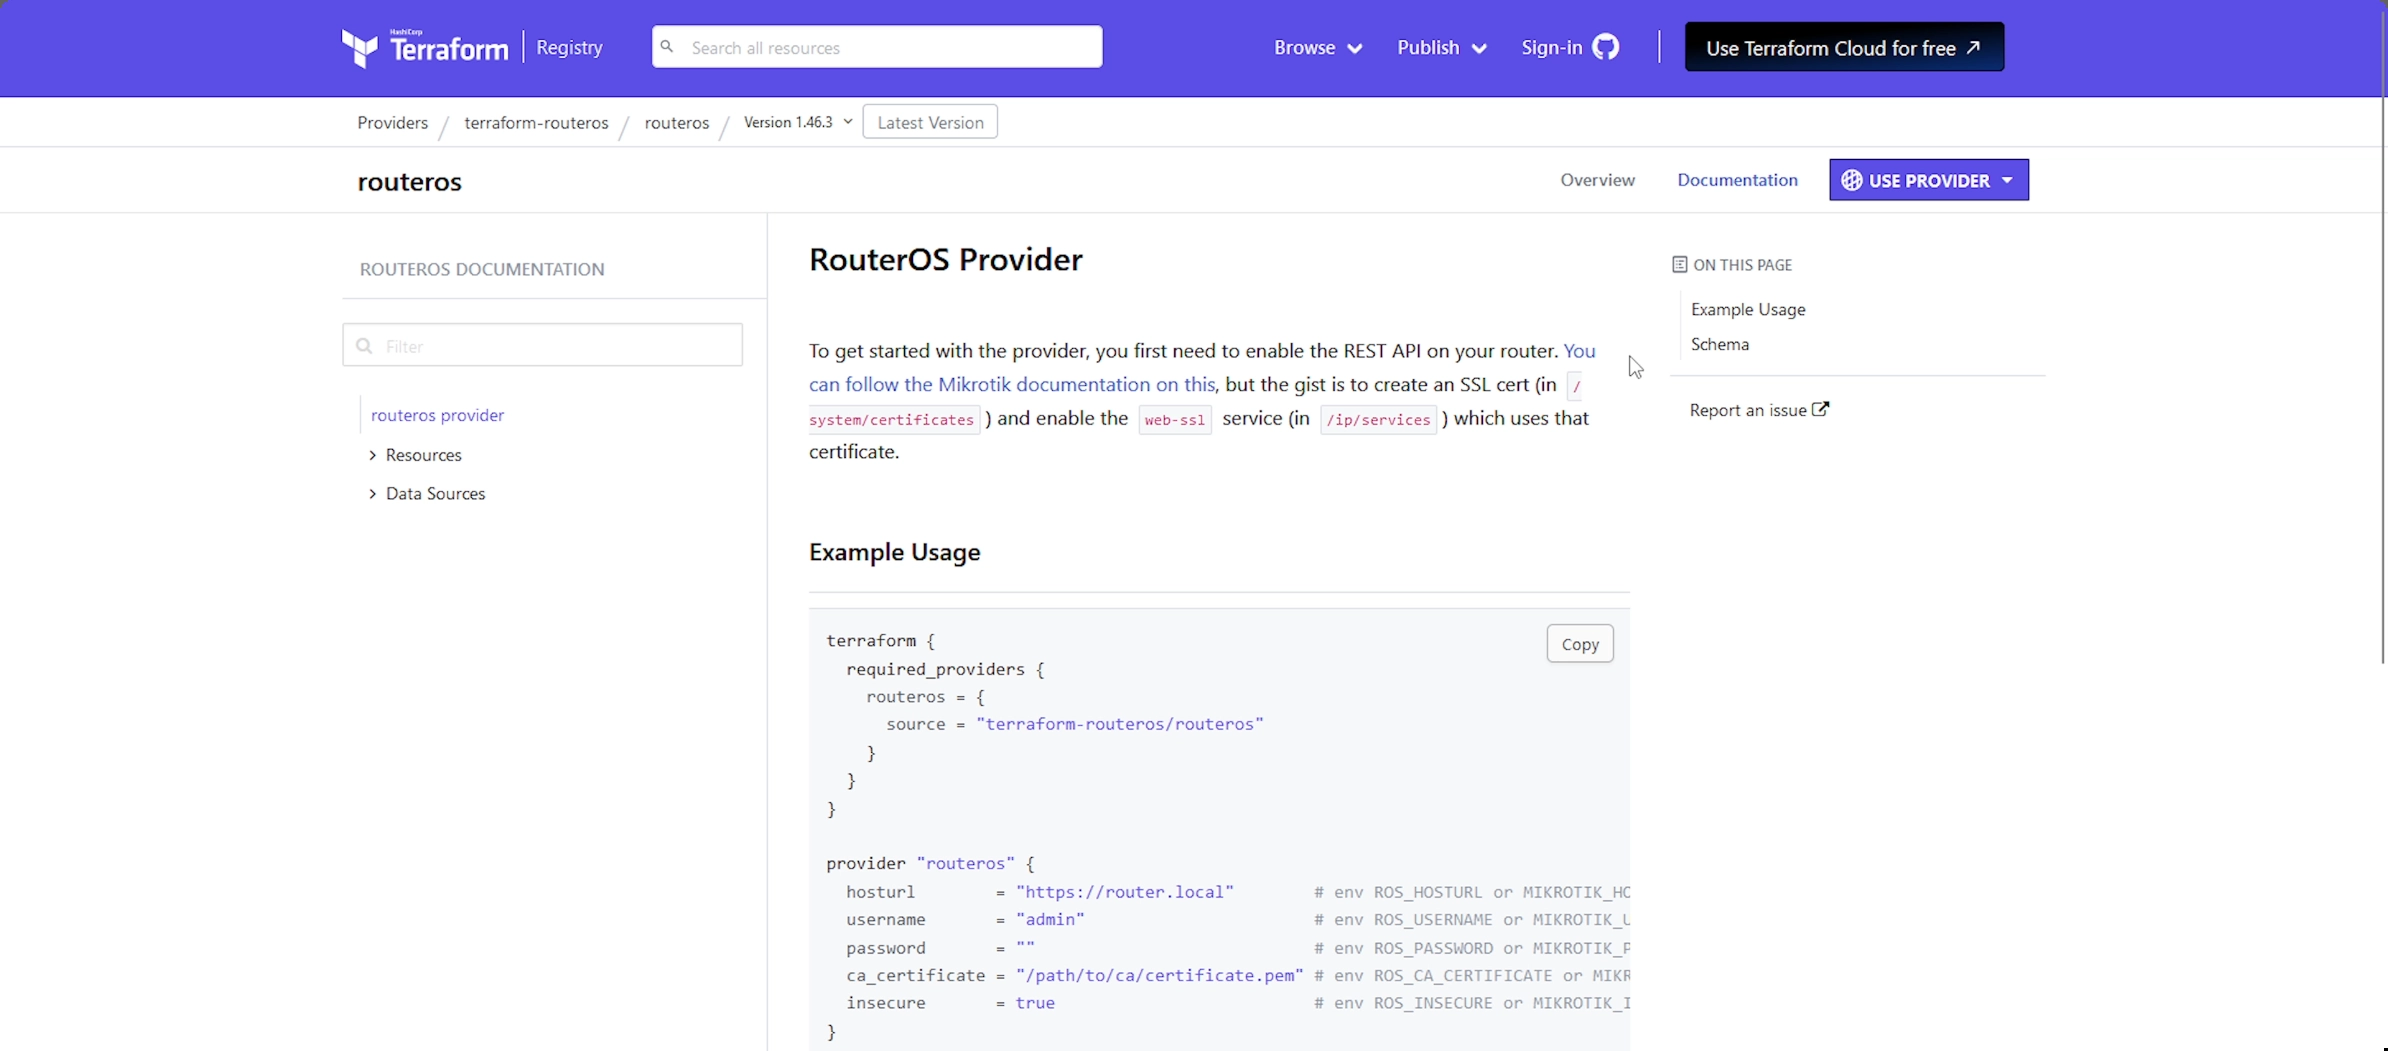 HashiCorp
Terraform
Registry
Search all resources
Browse
Publish
Sign-in
Use Terraform Cloud for free
Providers / terraform-routeros / routeros / Version 1.46.3 Latest Version
routeros
Overview
Documentation
USE PROVIDER
ROUTEROS DOCUMENTATION
Filter
routeros provider
Resources
Data Sources
RouterOS Provider
To get started with the provider, you first need to enable the REST API on your router. You
can follow the Mikrotik documentation on this, but the gist is to create an SSL cert (in /
system/certificates ) and enable the web-ssl service (in /ip/services ) which uses that
certificate.
Example Usage
Copy
terraform {
  required_providers {
    routeros = {
      source = "terraform-routeros/routeros"
    }
  }
}
provider "routeros" {
  hosturl        = "https://router.local"        # env ROS_HOSTURL or MIKROTIK_HO
  username       = "admin"                       # env ROS_USERNAME or MIKROTIK_U
  password       = ""                            # env ROS_PASSWORD or MIKROTIK_P
  ca_certificate = "/path/to/ca/certificate.pem" # env ROS_CA_CERTIFICATE or MIKR
  insecure       = true                          # env ROS_INSECURE or MIKROTIK_I
}
ON THIS PAGE
Example Usage
Schema
Report an issue